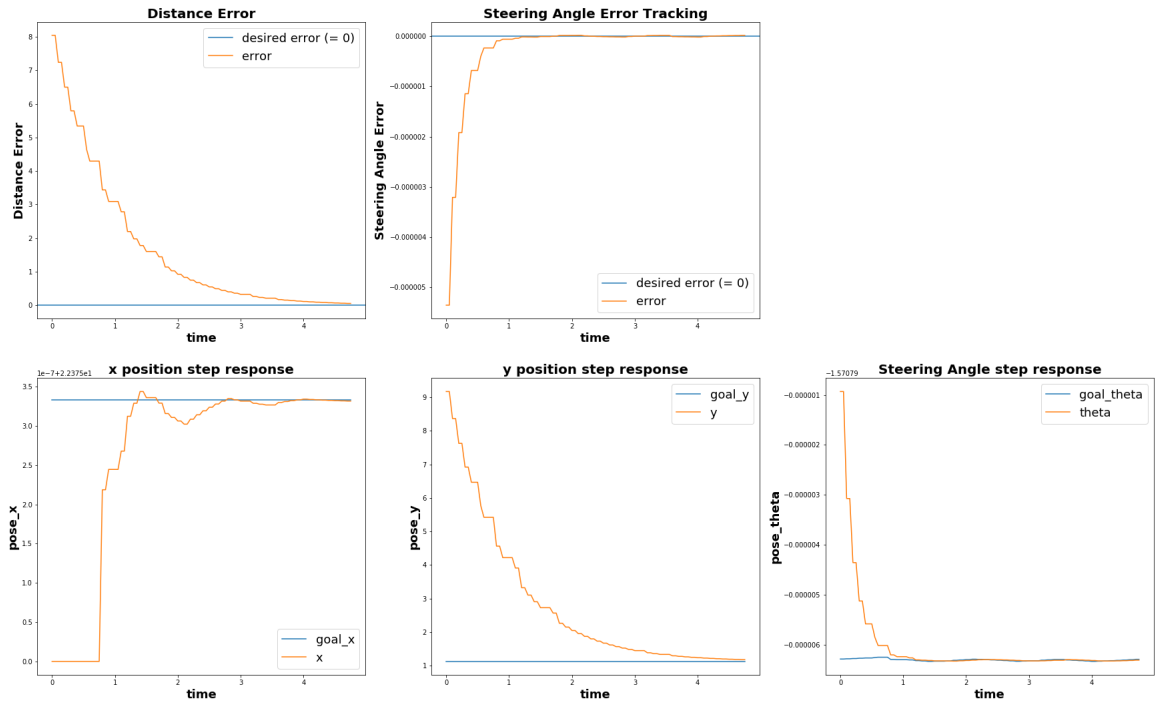 Distance Error
desired error (= 0)
error
8
7
6
5
4
3
2
1
0
Distance Error
0
1
2
3
4
time
Steering Angle Error Tracking
0.000000
−0.000001
−0.000002
−0.000003
−0.000004
−0.000005
Steering Angle Error
desired error (= 0)
error
0
1
2
3
4
time
x position step response
1e−7+2.2375e1
3.5
3.0
2.5
2.0
1.5
1.0
0.5
0.0
pose_x
goal_x
x
0
1
2
3
4
time
y position step response
goal_y
y
9
8
7
6
5
4
3
2
1
pose_y
0
1
2
3
4
time
Steering Angle step response
−1.57079
goal_theta
theta
−0.000001
−0.000002
−0.000003
−0.000004
−0.000005
−0.000006
pose_theta
0
1
2
3
4
time